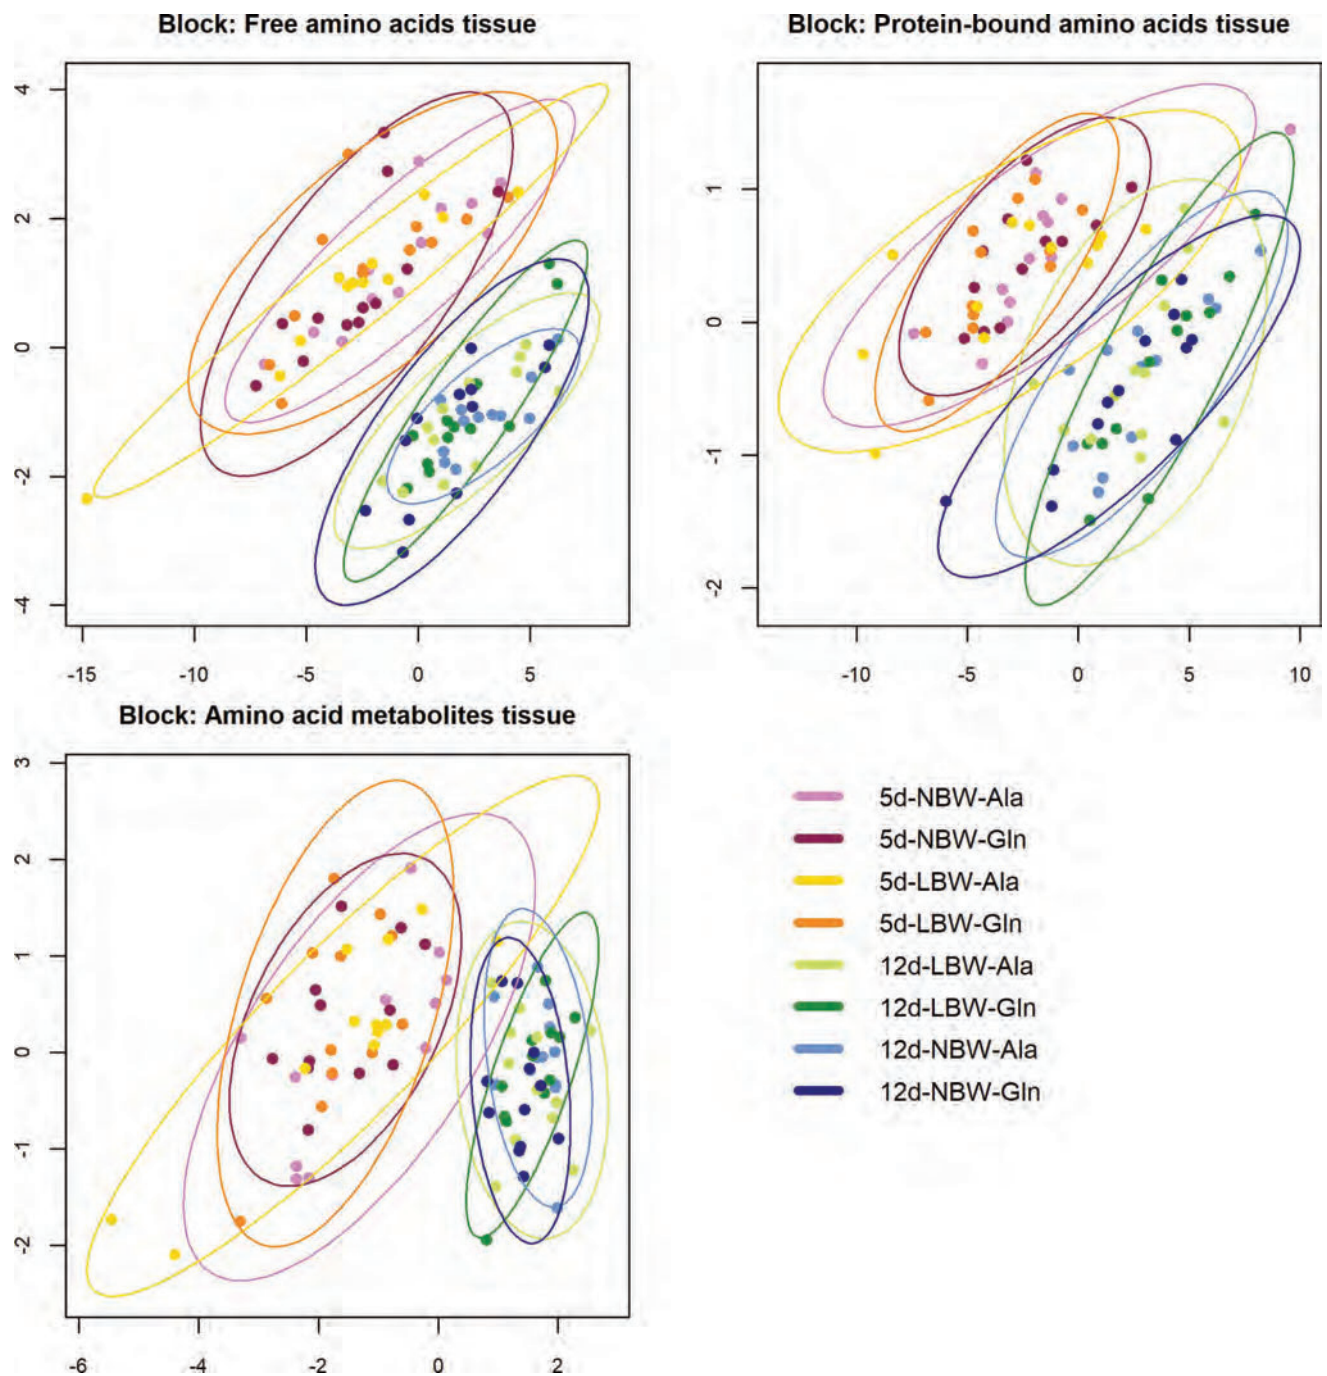 Block: Free amino acids tissue
4
2
0
-2
-4
-15
-10
-5
0
5
Block: Protein-bound amino acids tissue
1
0
-1
-2
-10
-5
0
5
10
Block: Amino acid metabolites tissue
3
2
1
0
-1
-2
-6
-4
-2
0
2
5d-NBW-Ala
5d-NBW-Gln
5d-LBW-Ala
5d-LBW-Gln
12d-LBW-Ala
12d-LBW-Gln
12d-NBW-Ala
12d-NBW-Gln